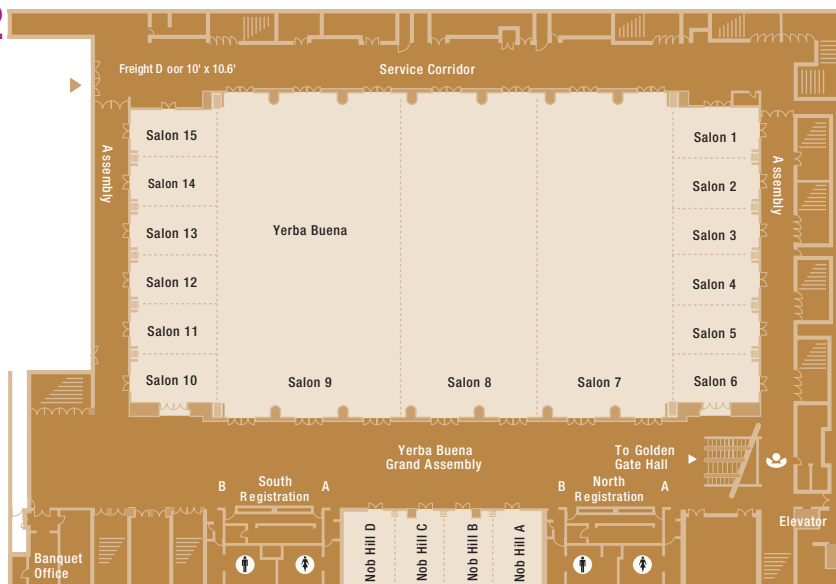 Freight D oor 10' x 10.6'
Service Corridor
Assembly
Assembly
Salon 15
Salon 1
Salon 14
Salon 2
Yerba Buena
Salon 13
Salon 3
Salon 12
Salon 4
Salon 11
Salon 5
Salon 10
Salon 9
Salon 8
Salon 7
Salon 6
Yerba Buena
Grand Assembly
To Golden
Gate Hall
B
South
Registration
A
B
North
Registration
A
Elevator
Nob Hill D
Nob Hill C
Nob Hill B
Nob Hill A
Banquet
Office